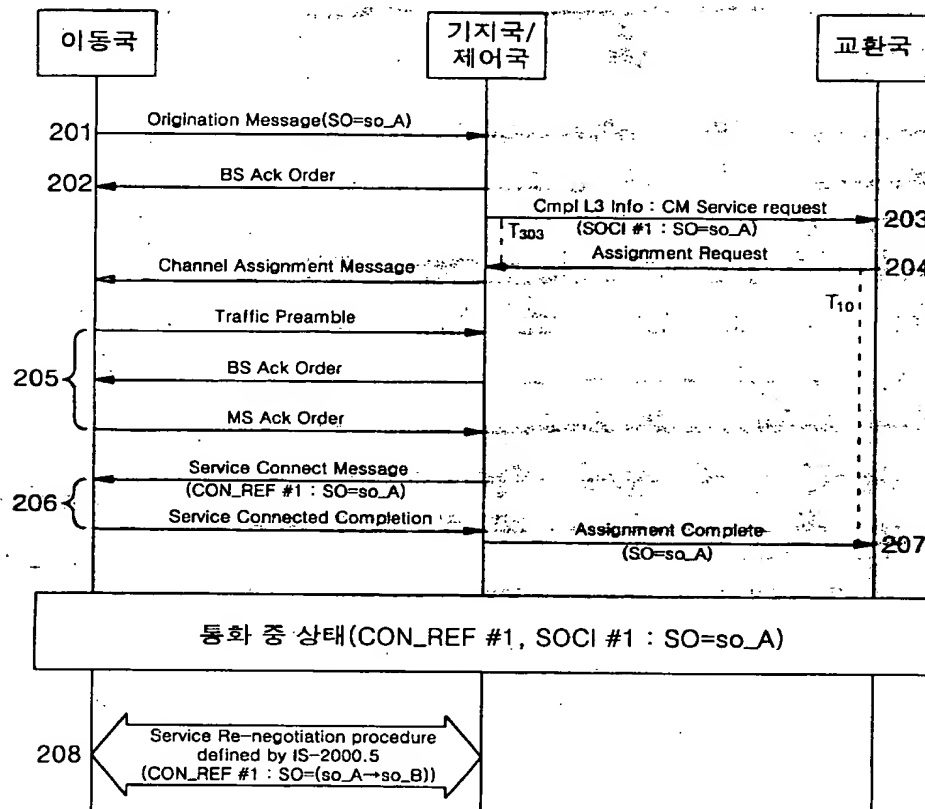 이동국
기지국/
제어국
교환국
201
Origination Message(SO=so_A)
202
BS Ack Order
Cmpl L3 Info : CM Service request
203
T303
(SOCI #1 : SO=so_A)
Assignment Request
204
Channel Assignment Message
T10
Traffic Preamble
205
BS Ack Order
MS Ack Order
Service Connect Message
(CON_REF #1 : SO=so_A)
206
Service Connected Completion
Assignment Complete
207
(SO=so_A)
통화 중 상태(CON_REF #1, SOCI #1 : SO=so_A)
208
Service Re-negotiation procedure
defined by IS-2000.5
(CON_REF #1 : SO=(so_A→so_B))